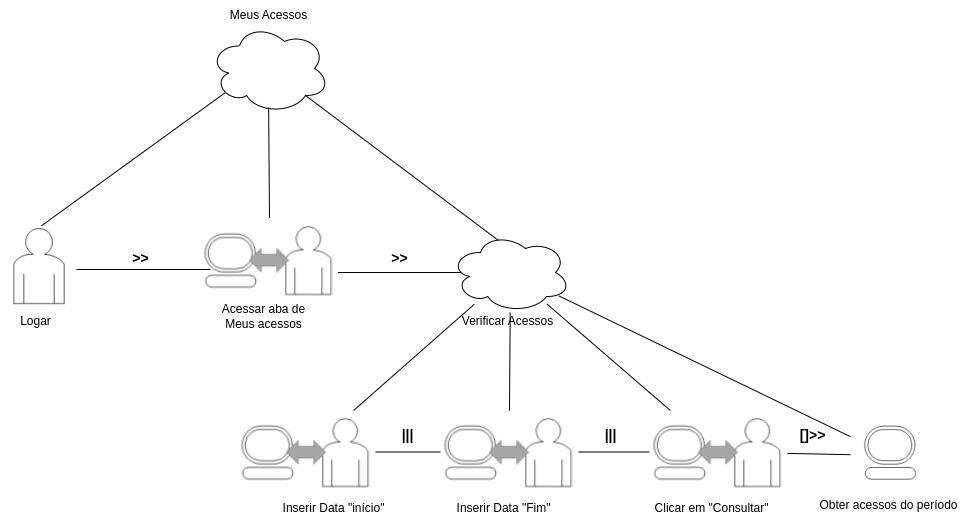 Meus Acessos
>>
>>
Logar
Acessar aba de
Meus acessos
Verificar Acessos
|||
|||
[]>>
Inserir Data "início"
Inserir Data "Fim"
Clicar em "Consultar"
Obter acessos do período